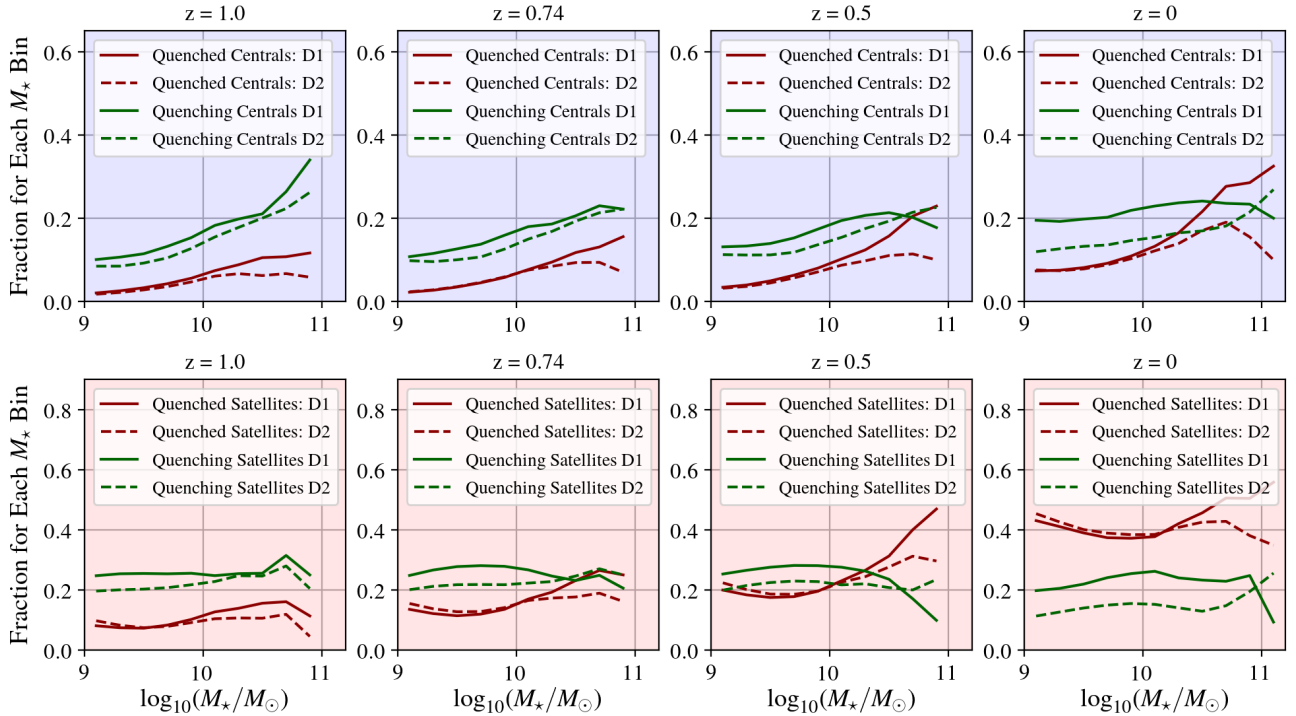 z = 1.0
z = 0.74
z = 0.5
z = 0
Fraction for Each M⋆ Bin
0.6
0.4
0.2
0.0
Quenched Centrals: D1
Quenched Centrals: D2
Quenching Centrals D1
Quenching Centrals D2
9
10
11
0.6
0.4
0.2
0.0
Quenched Centrals: D1
Quenched Centrals: D2
Quenching Centrals D1
Quenching Centrals D2
9
10
11
0.6
0.4
0.2
0.0
Quenched Centrals: D1
Quenched Centrals: D2
Quenching Centrals D1
Quenching Centrals D2
9
10
11
0.6
0.4
0.2
0.0
Quenched Centrals: D1
Quenched Centrals: D2
Quenching Centrals D1
Quenching Centrals D2
9
10
11
z = 1.0
z = 0.74
z = 0.5
z = 0
Fraction for Each M⋆ Bin
0.8
0.6
0.4
0.2
0.0
Quenched Satellites: D1
Quenched Satellites: D2
Quenching Satellites D1
Quenching Satellites D2
9
10
11
log₁₀(M⋆/M⊙)
0.8
0.6
0.4
0.2
0.0
Quenched Satellites: D1
Quenched Satellites: D2
Quenching Satellites D1
Quenching Satellites D2
9
10
11
log₁₀(M⋆/M⊙)
0.8
0.6
0.4
0.2
0.0
Quenched Satellites: D1
Quenched Satellites: D2
Quenching Satellites D1
Quenching Satellites D2
9
10
11
log₁₀(M⋆/M⊙)
0.8
0.6
0.4
0.2
0.0
Quenched Satellites: D1
Quenched Satellites: D2
Quenching Satellites D1
Quenching Satellites D2
9
10
11
log₁₀(M⋆/M⊙)